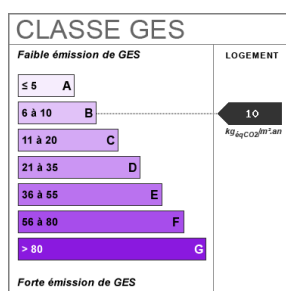 CLASSE GES
Faible émission de GES
LOGEMENT
≤ 5 A
6 à 10 B
10
kgéqCO2/m².an
11 à 20 C
21 à 35 D
36 à 55 E
56 à 80 F
> 80 G
Forte émission de GES